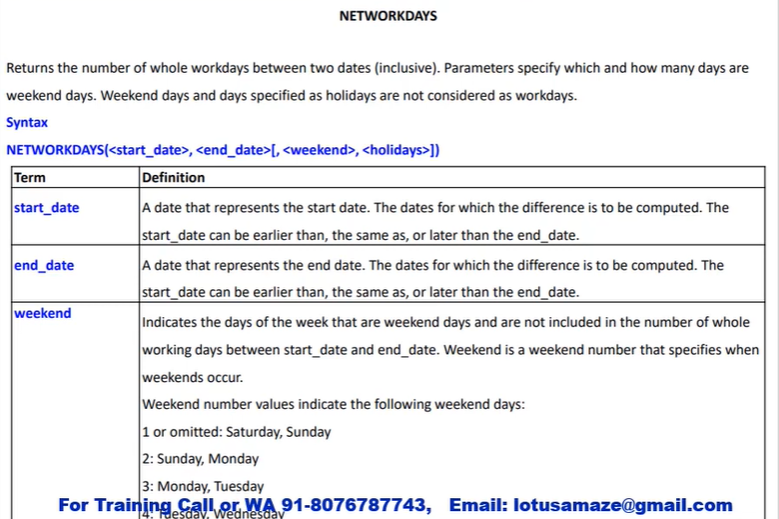 NETWORKDAYS
Returns the number of whole workdays between two dates (inclusive). Parameters specify which and how many days are
weekend days. Weekend days and days specified as holidays are not considered as workdays.
Syntax
NETWORKDAYS(<start_date>, <end_date>[, <weekend>, <holidays>])
Term Definition
start_date A date that represents the start date. The dates for which the difference is to be computed. The
start_date can be earlier than, the same as, or later than the end_date.
end_date A date that represents the end date. The dates for which the difference is to be computed. The
start_date can be earlier than, the same as, or later than the end_date.
weekend
Indicates the days of the week that are weekend days and are not included in the number of whole
working days between start_date and end_date. Weekend is a weekend number that specifies when
weekends occur.
Weekend number values indicate the following weekend days:
1 or omitted: Saturday, Sunday
2: Sunday, Monday
3: Monday, Tuesday
For Training Call or WA 91-8076787743, Email: lotusamaze@gmail.com
4: Tuesday, Wednesday